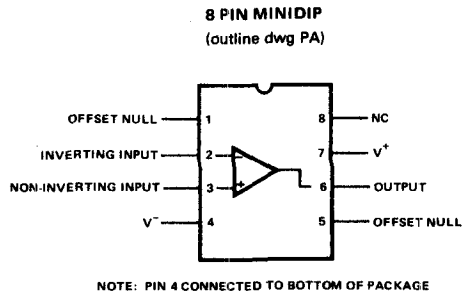 8 PIN MINIDIP
(outline dwg PA)
OFFSET NULL 1
INVERTING INPUT 2 −
NON-INVERTING INPUT 3 +
V− 4
8 NC
7 V+
6 OUTPUT
5 OFFSET NULL
NOTE: PIN 4 CONNECTED TO BOTTOM OF PACKAGE